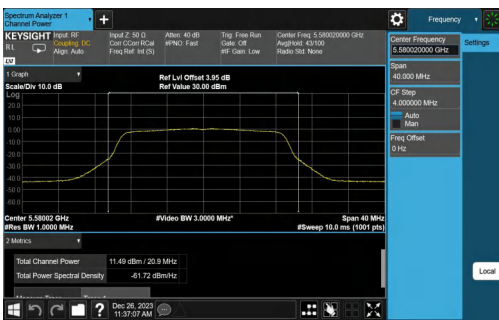 Spectrum Analyzer 1
Channel Power
+
Frequency
KEYSIGHT
Input: RF
Coupling: DC
Align: Auto
Input Z: 50 Ω
Corr CCorr RCal
Freq Ref: Int (S)
Atten: 40 dB
#PNO: Fast
Trig: Free Run
Gate: Off
#IF Gain: Low
Center Freq: 5.580020000 GHz
Avg|Hold: 43/100
Radio Std: None
R L
LXI
Center Frequency
5.580020000 GHz
Settings
Span
40.000 MHz
CF Step
4.000000 MHz
Auto
Man
Freq Offset
0 Hz
Local
1 Graph
Scale/Div 10.0 dB
Ref Lvl Offset 3.95 dB
Ref Value 30.00 dBm
Log
20.0
10.0
0.00
-10.0
-20.0
-30.0
-40.0
-50.0
-60.0
Center 5.58002 GHz
#Video BW 3.0000 MHz*
Span 40 MHz
#Res BW 1.0000 MHz
#Sweep 10.0 ms (1001 pts)
2 Metrics
Total Channel Power 11.49 dBm / 20.9 MHz
Total Power Spectral Density -61.72 dBm/Hz
?
Dec 26, 2023
11:37:07 AM